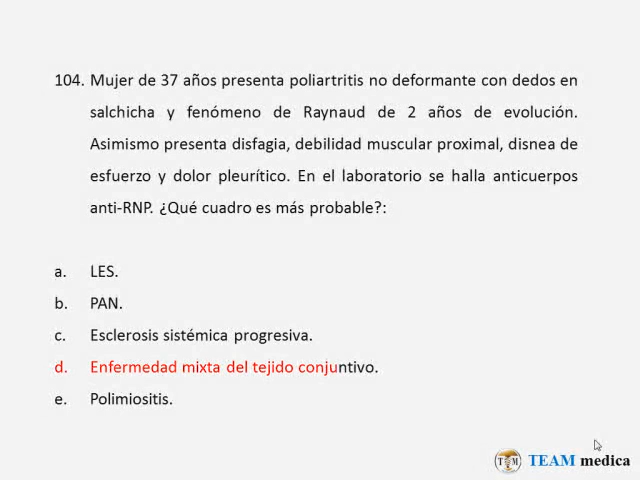 104. Mujer de 37 años presenta poliartritis no deformante con dedos en
salchicha y fenómeno de Raynaud de 2 años de evolución.
Asimismo presenta disfagia, debilidad muscular proximal, disnea de
esfuerzo y dolor pleurítico. En el laboratorio se halla anticuerpos
anti-RNP. ¿Qué cuadro es más probable?:
a. LES.
b. PAN.
c. Esclerosis sistémica progresiva.
d. Enfermedad mixta del tejido conjuntivo.
e. Polimiositis.
TEAM medica